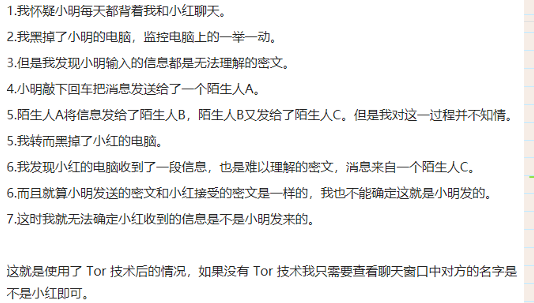 1.我怀疑小明每天都背着我和小红聊天。
2.我黑掉了小明的电脑，监控电脑上的一举一动。
3.但是我发现小明输入的信息都是无法理解的密文。
4.小明敲下回车把消息发送给了一个陌生人A。
5.陌生人A将信息发给了陌生人B，陌生人B又发给了陌生人C。但是我对这一过程并不知情。
5.我转而黑掉了小红的电脑。
6.我发现小红的电脑收到了一段信息，也是难以理解的密文，消息来自一个陌生人C。
6.而且就算小明发送的密文和小红接受的密文是一样的，我也不能确定这就是小明发的。
7.这时我就无法确定小红收到的信息是不是小明发来的。
这就是使用了 Tor 技术后的情况，如果没有 Tor 技术我只需要查看聊天窗口中对方的名字是
不是小红即可。